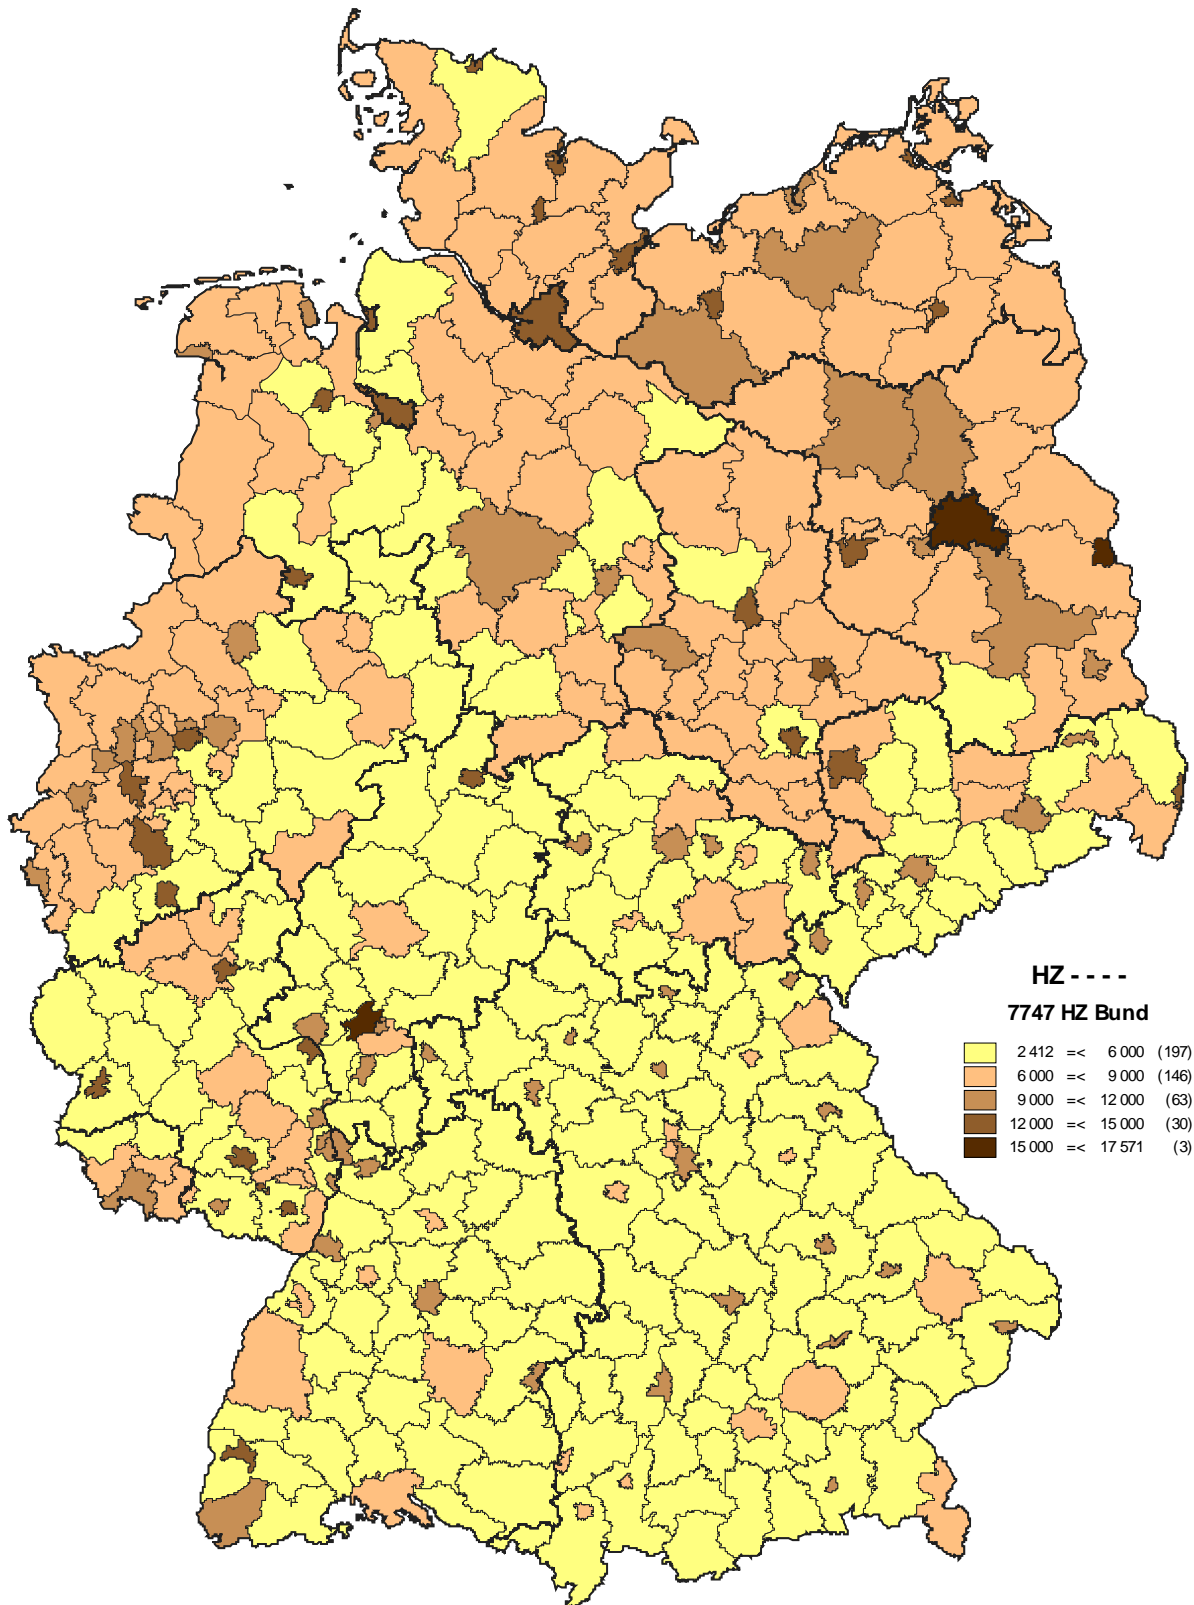 HZ - - - -
7747 HZ Bund
2 412 =< 6 000 (197)
6 000 =< 9 000 (146)
9 000 =< 12 000 (63)
12 000 =< 15 000 (30)
15 000 =< 17 571 (3)